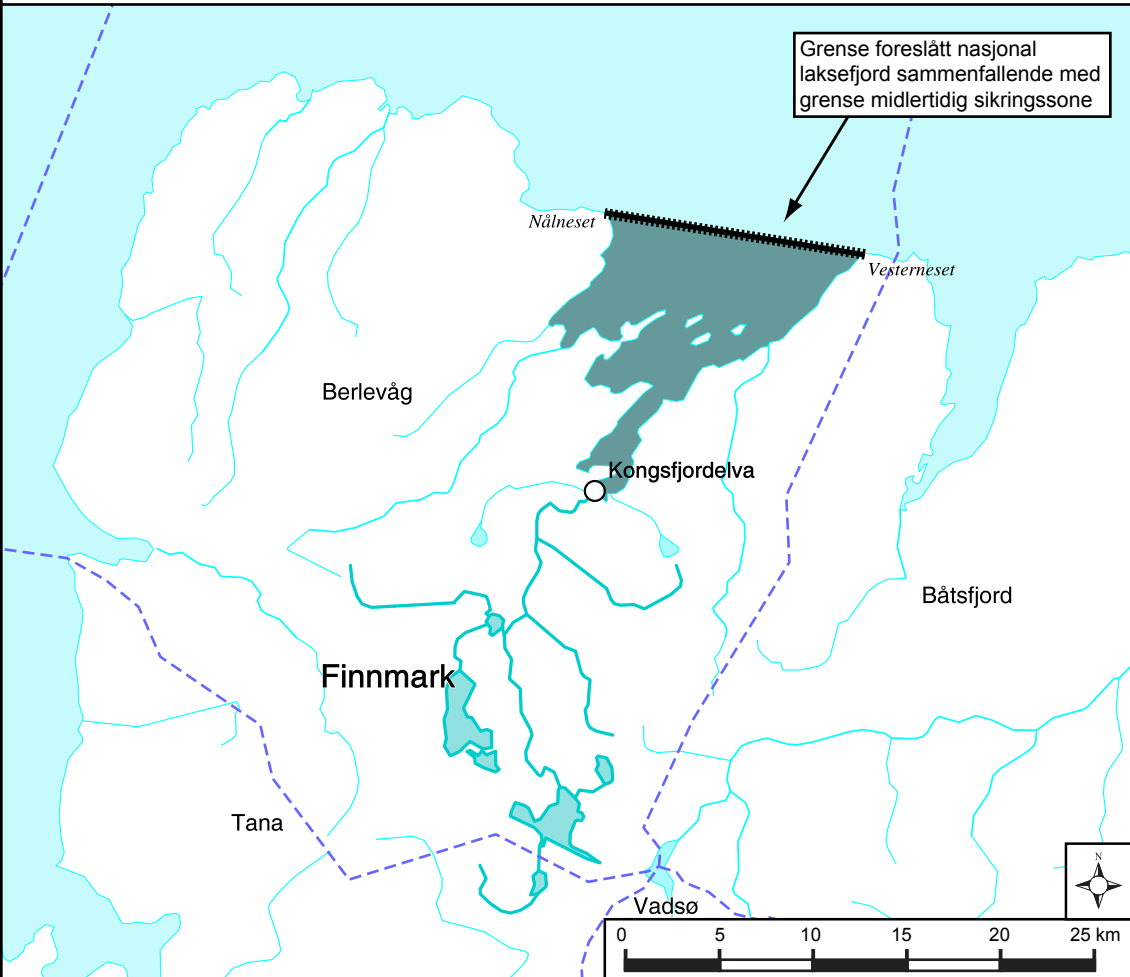 Grense foreslått nasjonal
laksefjord sammenfallende med
grense midlertidig sikringssone
Nålneset
Vesterneset
Berlevåg
Kongsfjordelva
Båtsfjord
Finnmark
Tana
N
Vadsø
0 5 10 15 20 25 km